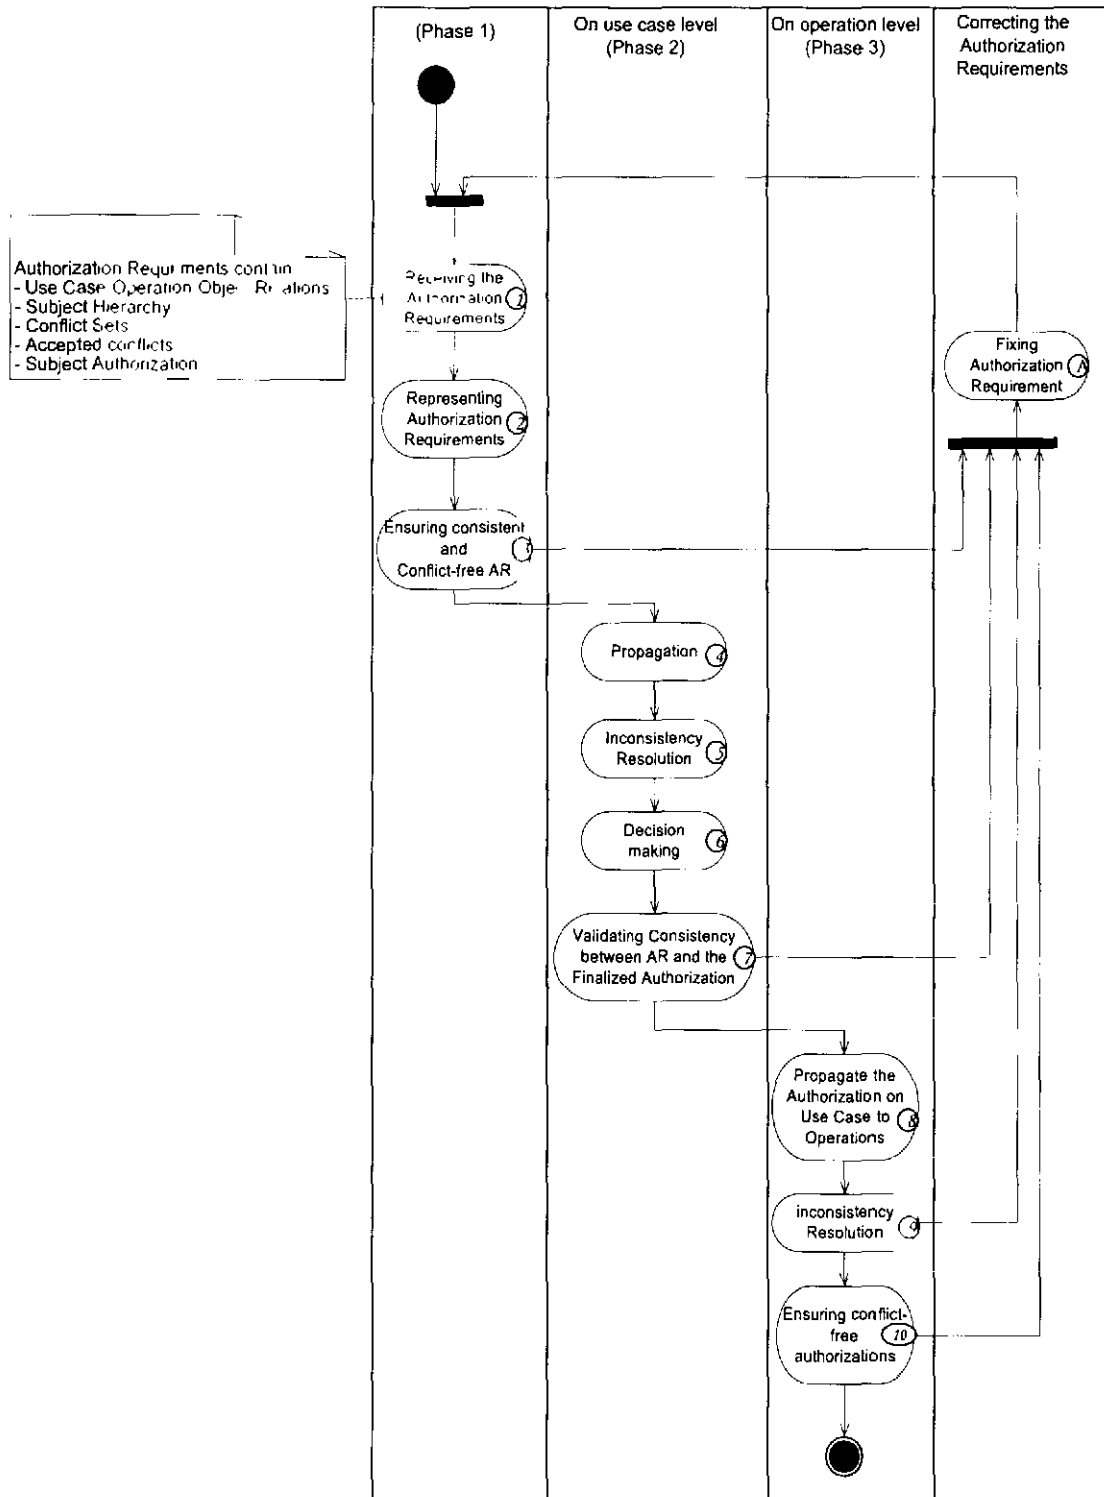 (Phase 1)
On use case level
(Phase 2)
On operation level
(Phase 3)
Correcting the
Authorization
Requirements
Authorization Requirements contain
- Use Case Operation Object Relations
- Subject Hierarchy
- Conflict Sets
- Accepted conflicts
- Subject Authorization
Receiving the
Authorization
Requirements
1
Representing
Authorization
Requirements
2
Ensuring consistent
and
Conflict-free AR
3
Fixing
Authorization
Requirement
A
Propagation
4
Inconsistency
Resolution
5
Decision
making
6
Validating Consistency
between AR and the
Finalized Authorization
7
Propagate the
Authorization on
Use Case to
Operations
8
inconsistency
Resolution
9
Ensuring conflict-
free
authorizations
10